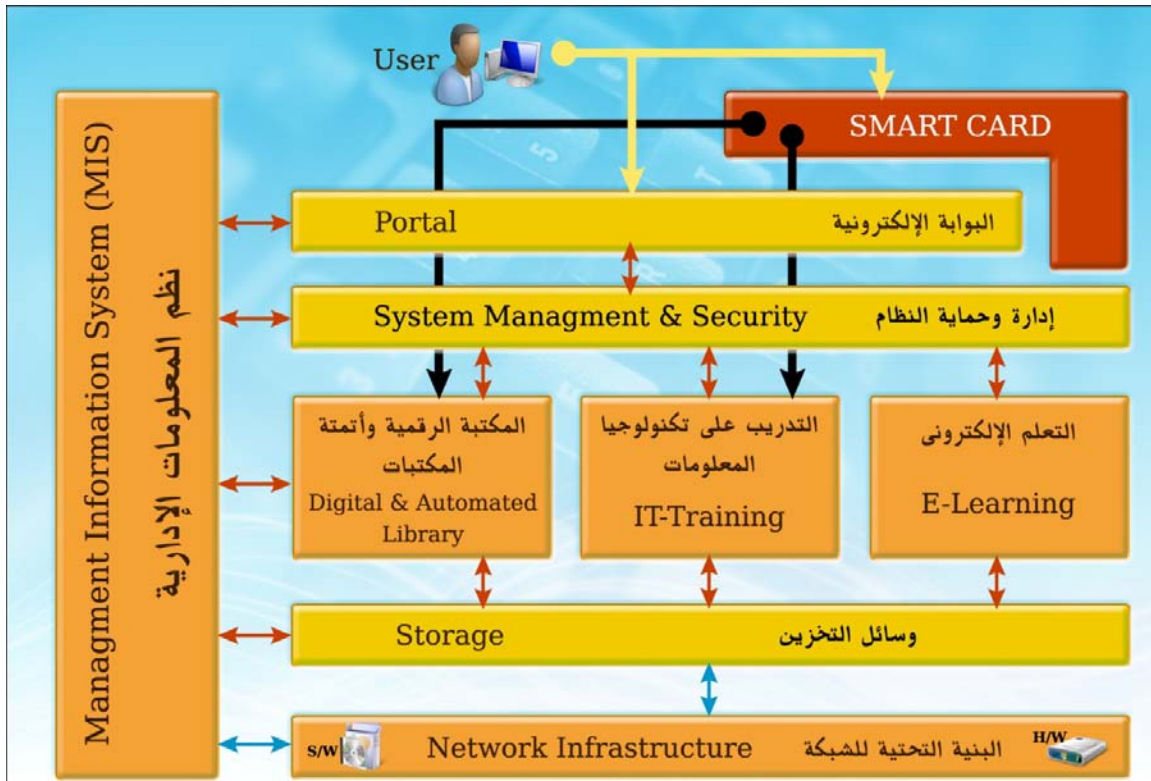 User
SMART CARD
Managment Information System (MIS)
نظم المعلومات الإدارية
Portal البوابة الإلكترونية
System Managment & Security إدارة وحماية النظام
المكتبة الرقمية وأتمتة
المكتبات
Digital & Automated
Library
التدريب على تكنولوجيا
المعلومات
IT-Training
التعلم الإلكترونى
E-Learning
Storage وسائل التخزين
S/W Network Infrastructure البنية التحتية للشبكة H/W